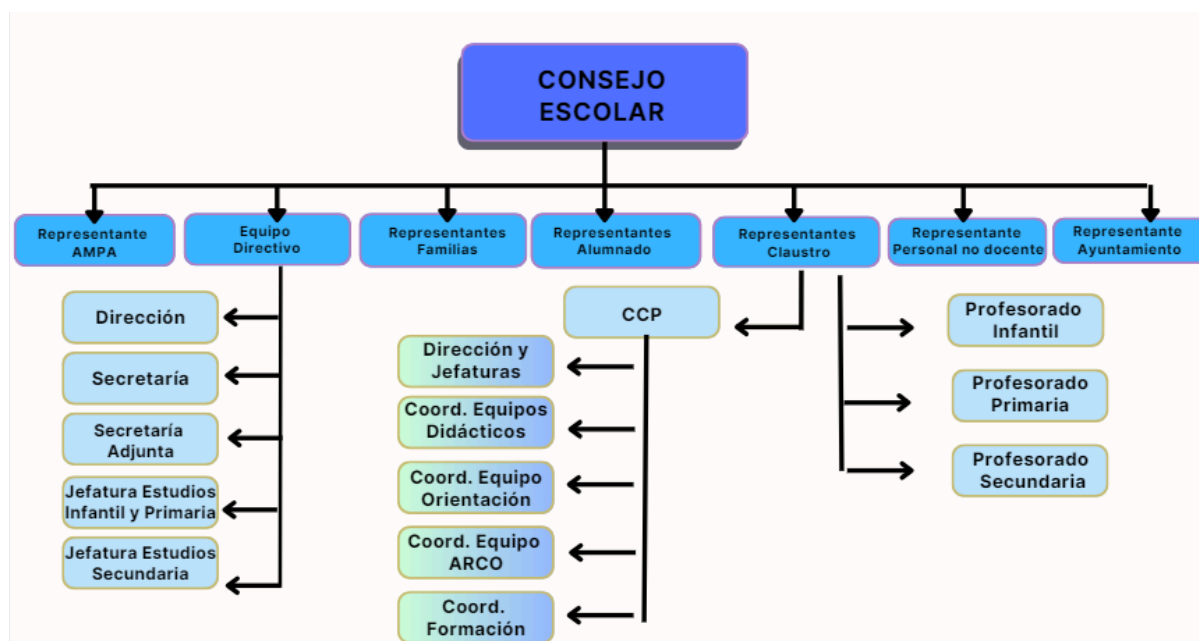 CONSEJO
ESCOLAR
Representante
AMPA
Equipo
Directivo
Representantes
Familias
Representantes
Alumnado
Representantes
Claustro
Representante
Personal no docente
Representante
Ayuntamiento
Dirección
Secretaría
Secretaría
Adjunta
Jefatura Estudios
Infantil y Primaria
Jefatura Estudios
Secundaria
CCP
Dirección y
Jefaturas
Coord. Equipos
Didácticos
Coord. Equipo
Orientación
Coord. Equipo
ARCO
Coord.
Formación
Profesorado
Infantil
Profesorado
Primaria
Profesorado
Secundaria